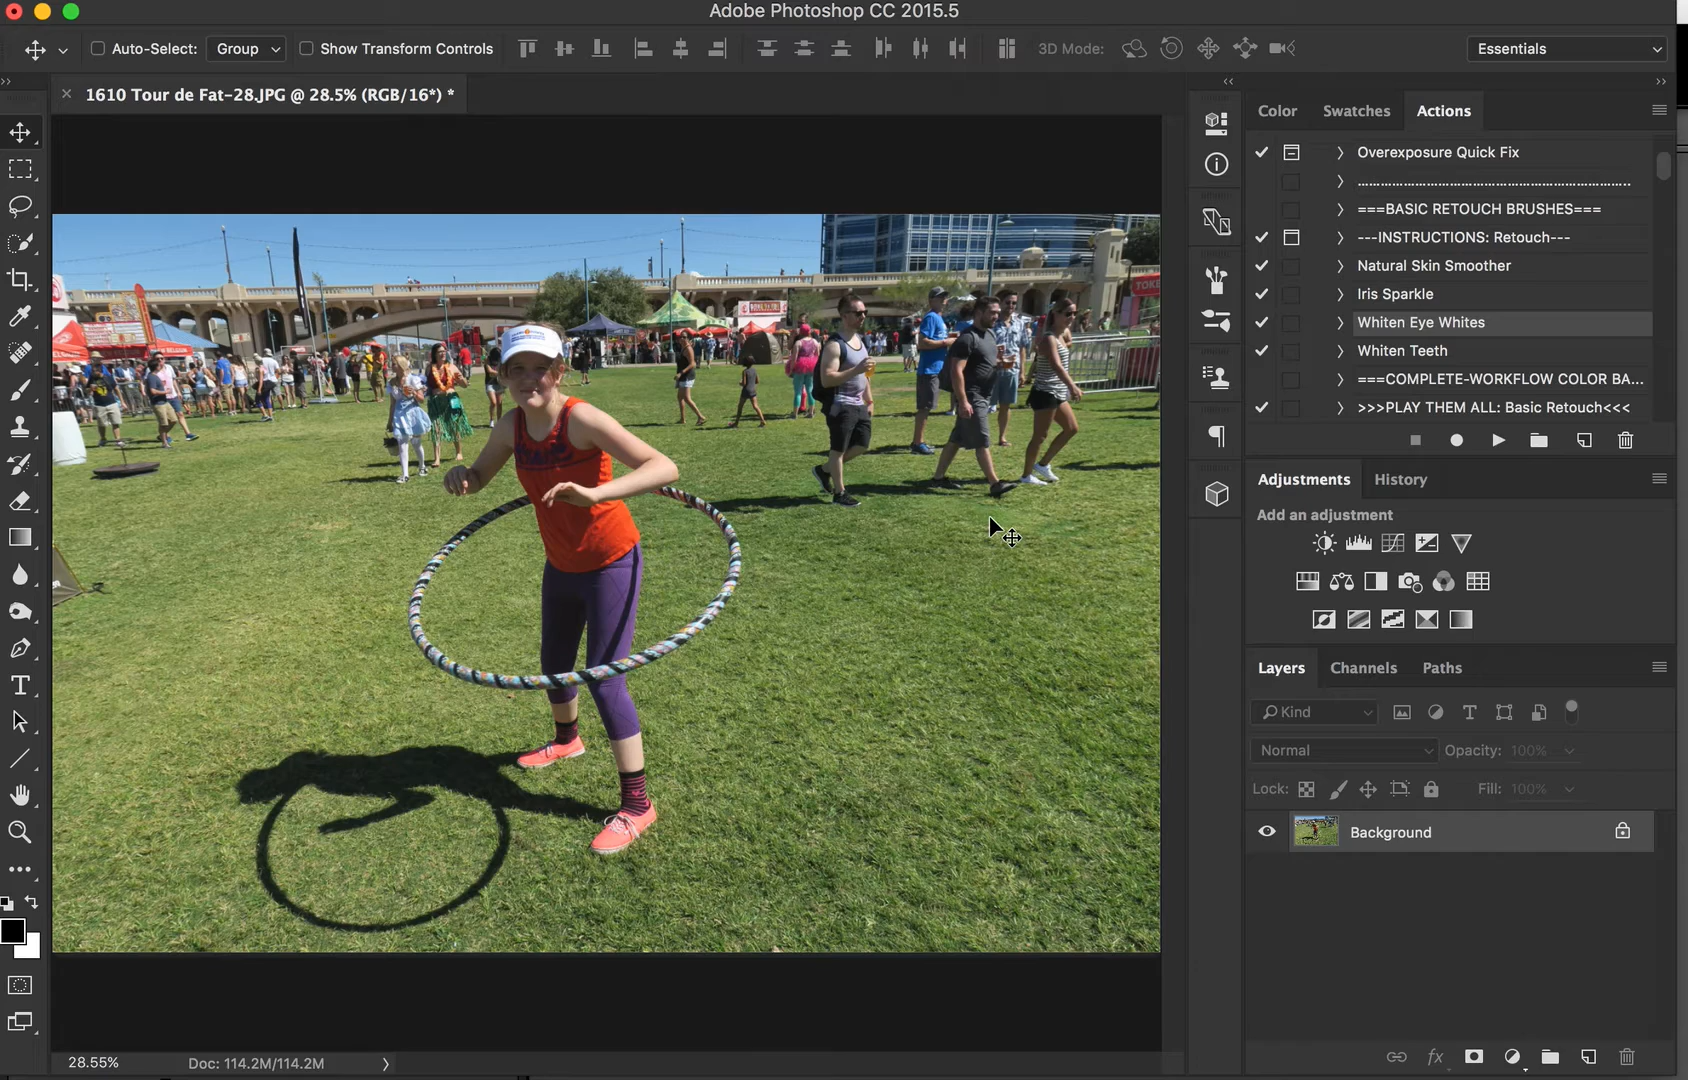 Adobe Photoshop CC 2015.5
Auto-Select: Group Show Transform Controls 3D Mode: Essentials
1610 Tour de Fat-28.JPG @ 28.5% (RGB/16*) *
Color Swatches Actions
Overexposure Quick Fix
===BASIC RETOUCH BRUSHES===
---INSTRUCTIONS: Retouch---
Natural Skin Smoother
Iris Sparkle
Whiten Eye Whites
Whiten Teeth
===COMPLETE-WORKFLOW COLOR BA...
>>>PLAY THEM ALL: Basic Retouch<<<
Adjustments History
Add an adjustment
Layers Channels Paths
Kind
Normal Opacity: 100%
Lock: Fill: 100%
Background
28.55% Doc: 114.2M/114.2M